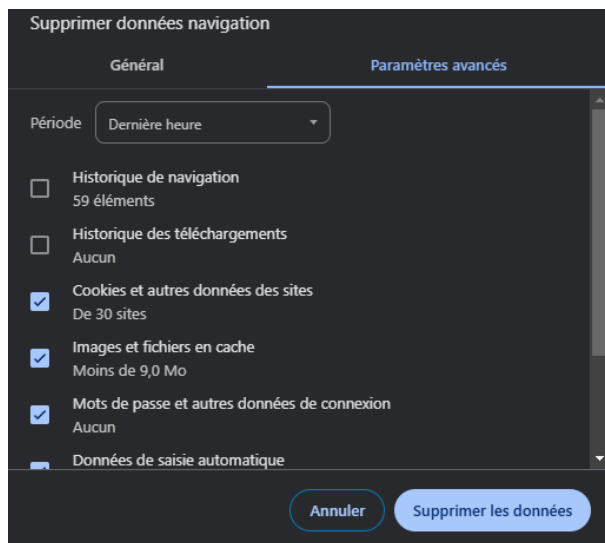 Supprimer données navigation
Général
Paramètres avancés
Période
Dernière heure
Historique de navigation
59 éléments
Historique des téléchargements
Aucun
Cookies et autres données des sites
De 30 sites
Images et fichiers en cache
Moins de 9,0 Mo
Mots de passe et autres données de connexion
Aucun
Données de saisie automatique
Annuler
Supprimer les données